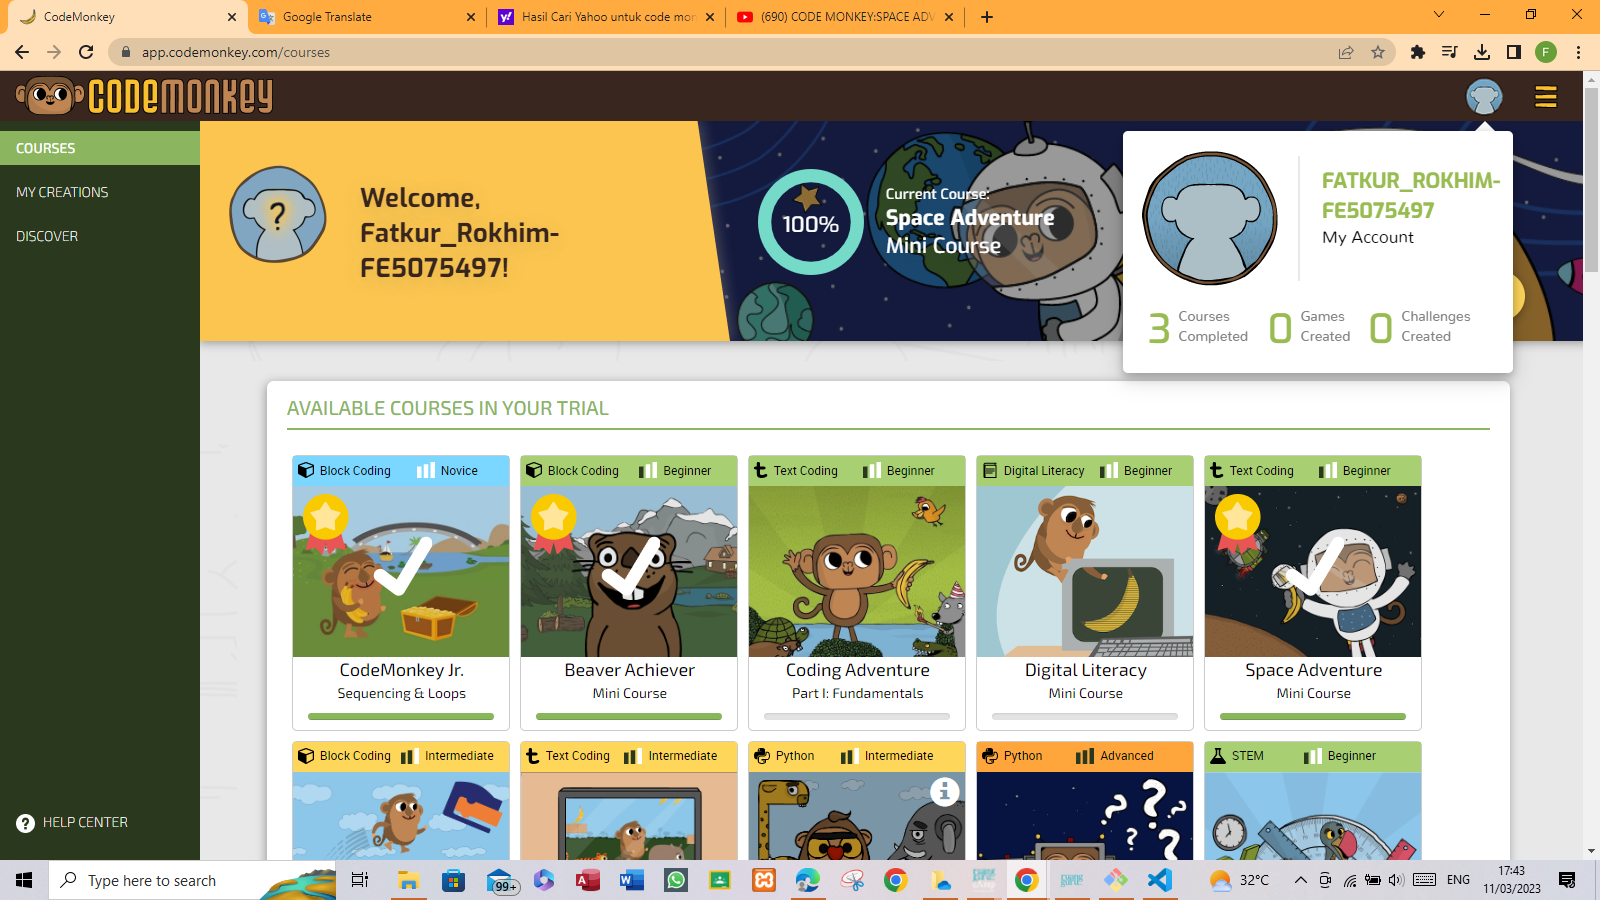 CodeMonkey
Google Translate
Hasil Cari Yahoo untuk code mon
(690) CODE MONKEY:SPACE ADV
app.codemonkey.com/courses
F
CODEMONKEY
COURSES
MY CREATIONS
DISCOVER
HELP CENTER
?
Welcome,
Fatkur_Rokhim-
FE5075497!
100%
Current Course:
Space Adventure
Mini Course
FATKUR_ROKHIM-
FE5075497
My Account
3 Courses Completed
0 Games Created
0 Challenges Created
AVAILABLE COURSES IN YOUR TRIAL
Block Coding Novice
CodeMonkey Jr.
Sequencing & Loops
Block Coding Beginner
Beaver Achiever
Mini Course
Text Coding Beginner
Coding Adventure
Part I: Fundamentals
Digital Literacy Beginner
Digital Literacy
Mini Course
Text Coding Beginner
Space Adventure
Mini Course
Block Coding Intermediate
Text Coding Intermediate
Python Intermediate
Python Advanced
STEM Beginner
Type here to search
99+
32°C
ENG
17:43
11/03/2023